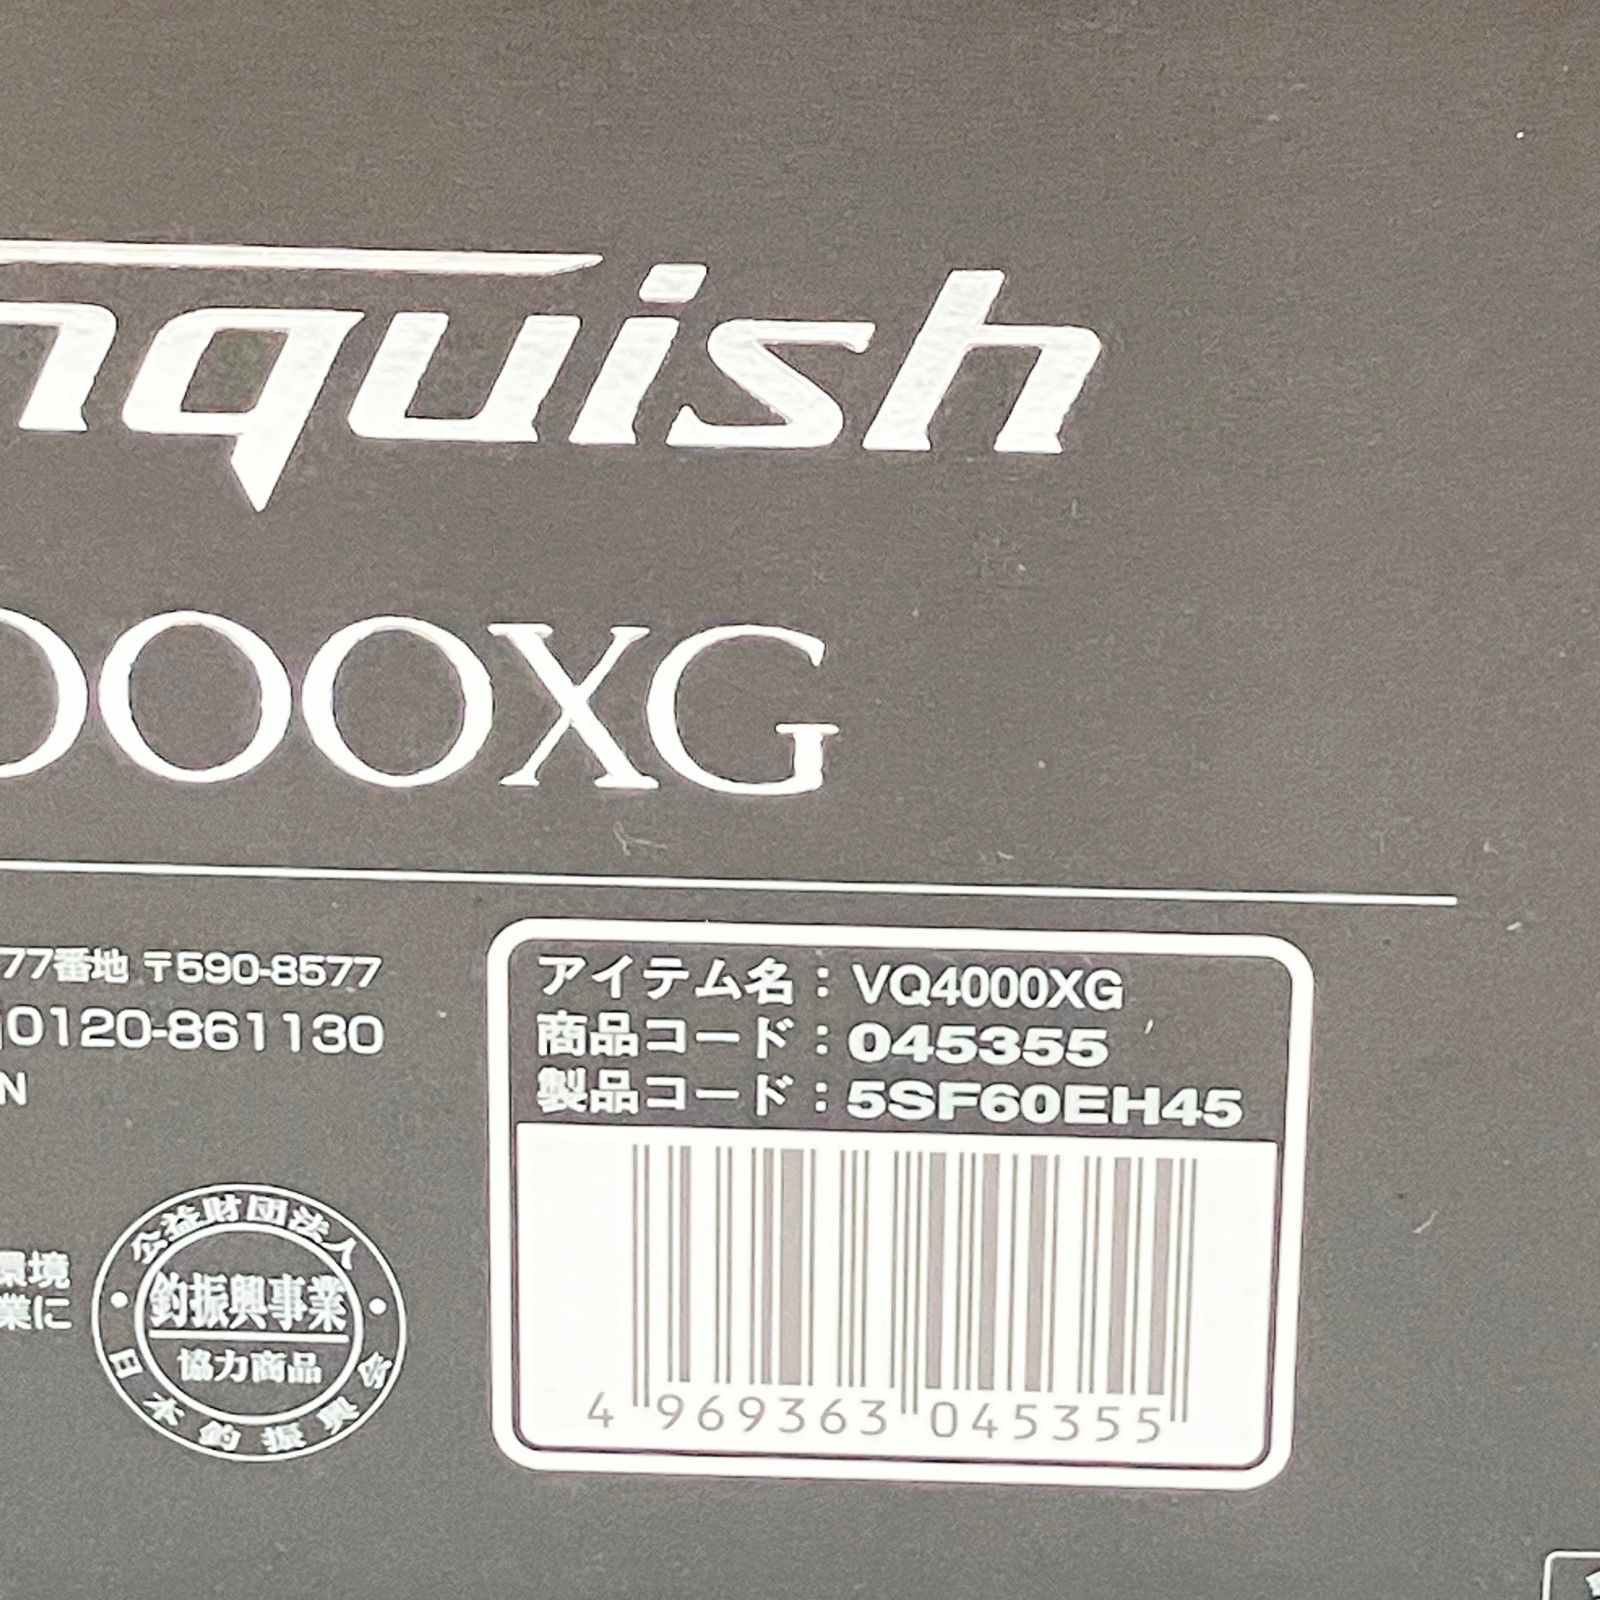 nquish
000XG
77番地 〒590-8577
0120-861130
N
アイテム名：VQ4000XG
商品コード：045355
製品コード：5SF60EH45
4 969363 045355
環境
業に
公益財団法人
釣振興事業
協力商品
日本釣振興会